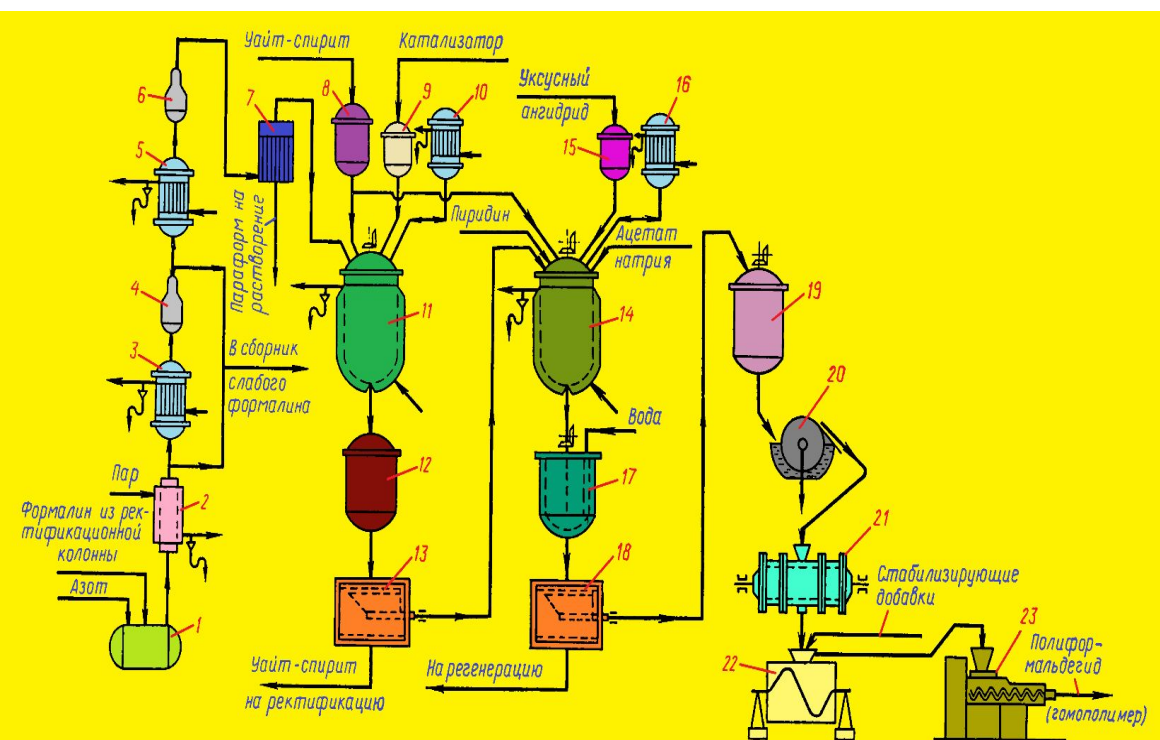 Уайт-спирит
Катализатор
Уксусный
ангидрид
6
7
8
9
10
15
16
5
Пиридин
Ацетат
натрия
Параформ на
растворение
4
11
14
19
3
В сборник
слабого
формалина
20
Вода
Пар
2
12
17
Формалин из рек-
тификационной
колонны
21
13
18
Азот
Стабилизирующие
добавки
1
22
23
Полифор-
мальдегид
(гомополимер)
Уайт-спирит
на ректификацию
На регенерацию